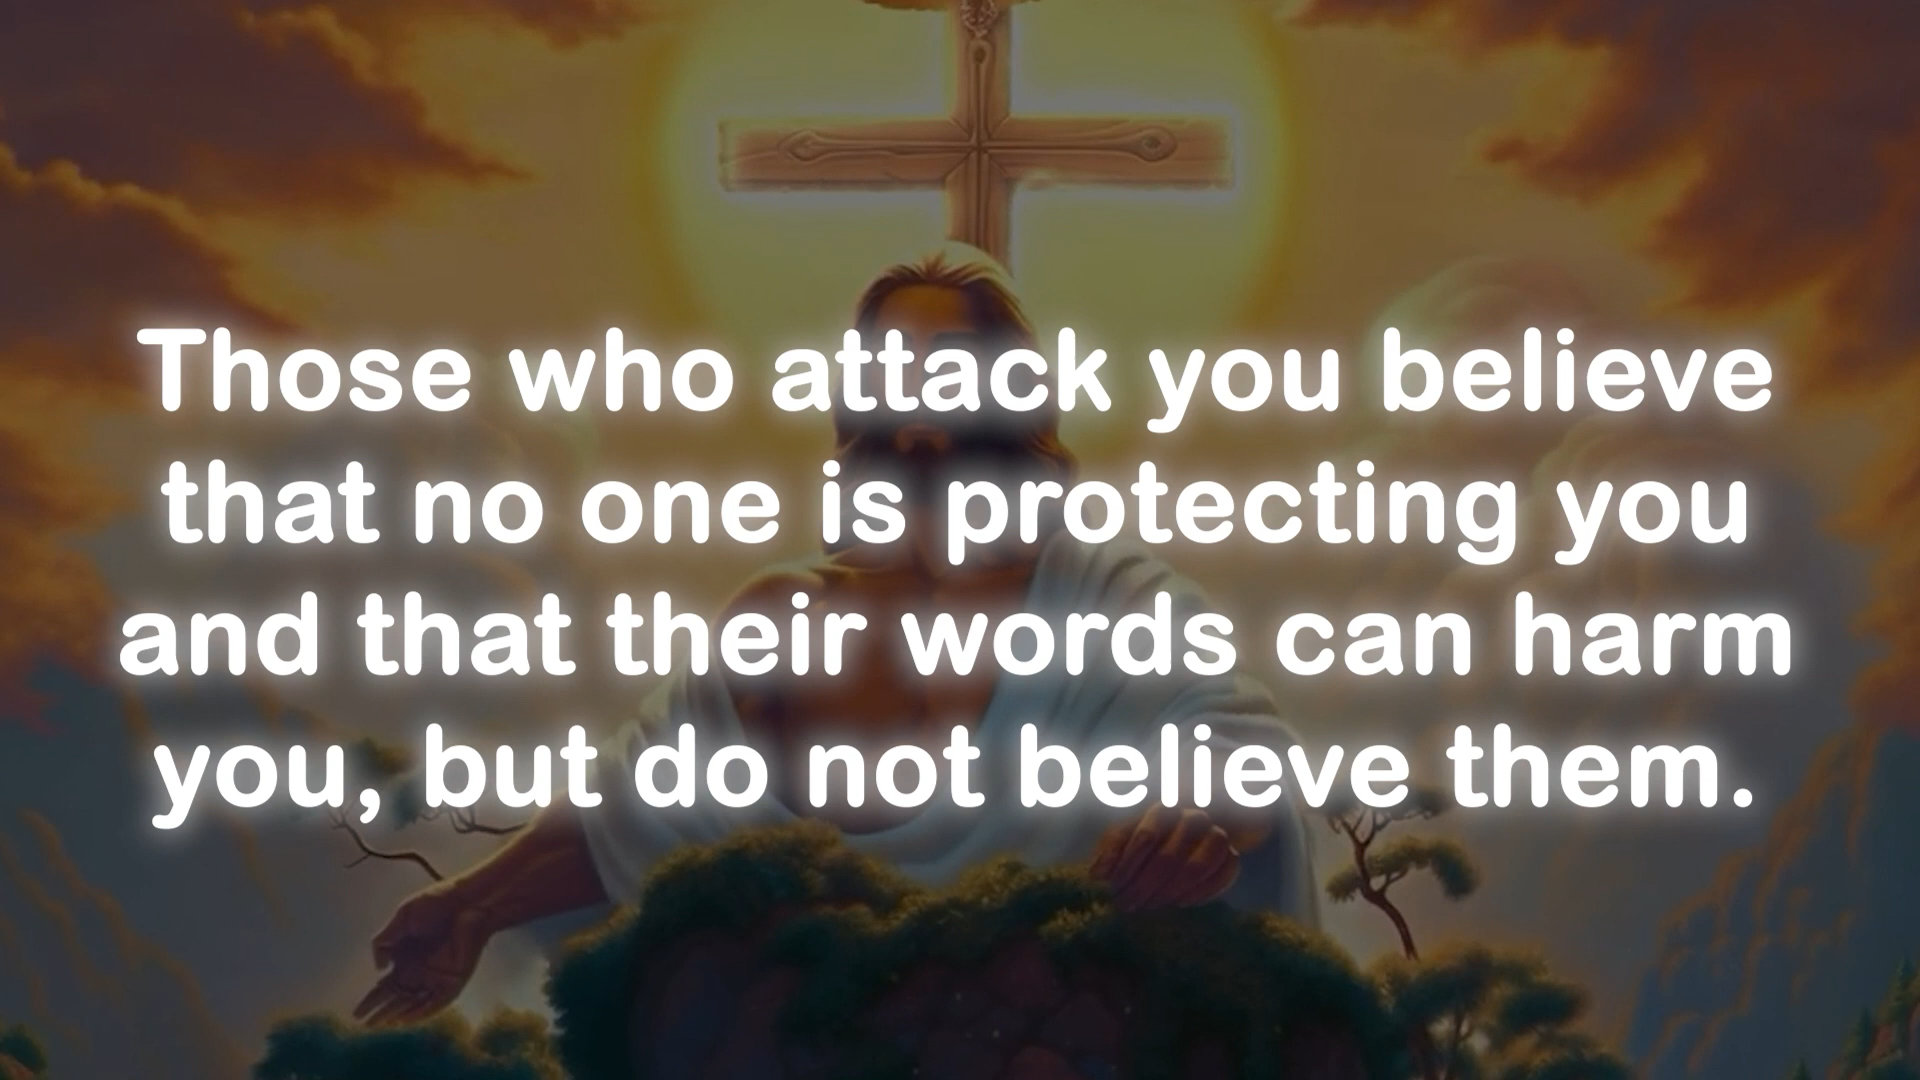 Those who attack you believe
that no one is protecting you
and that their words can harm
you, but do not believe them.